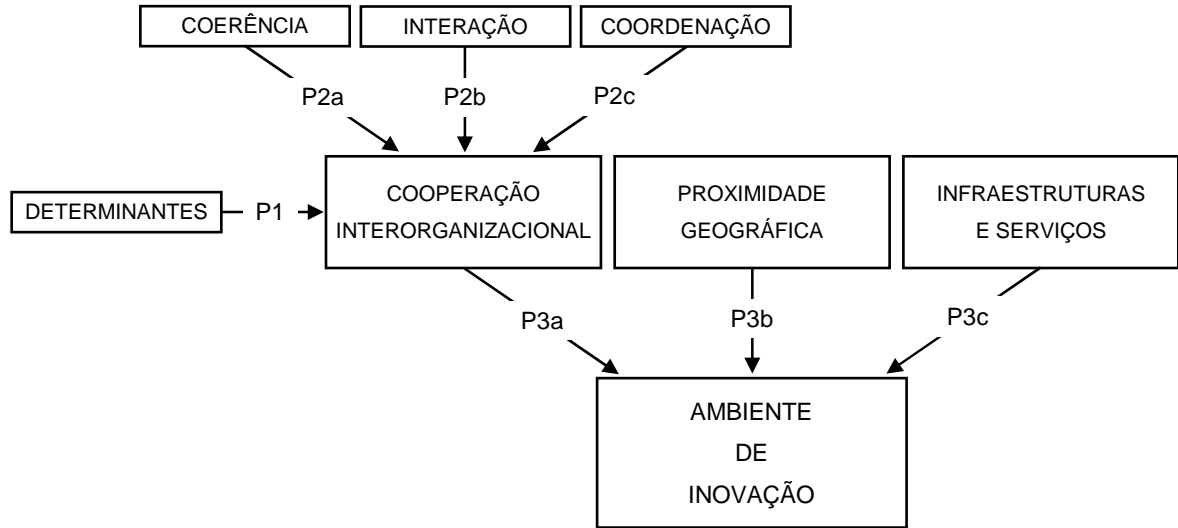 COERÊNCIA
INTERAÇÃO
COORDENAÇÃO
P2a
P2b
P2c
DETERMINANTES
P1
COOPERAÇÃO
INTERORGANIZACIONAL
PROXIMIDADE
GEOGRÁFICA
INFRAESTRUTURAS
E SERVIÇOS
P3a
P3b
P3c
AMBIENTE
DE
INOVAÇÃO